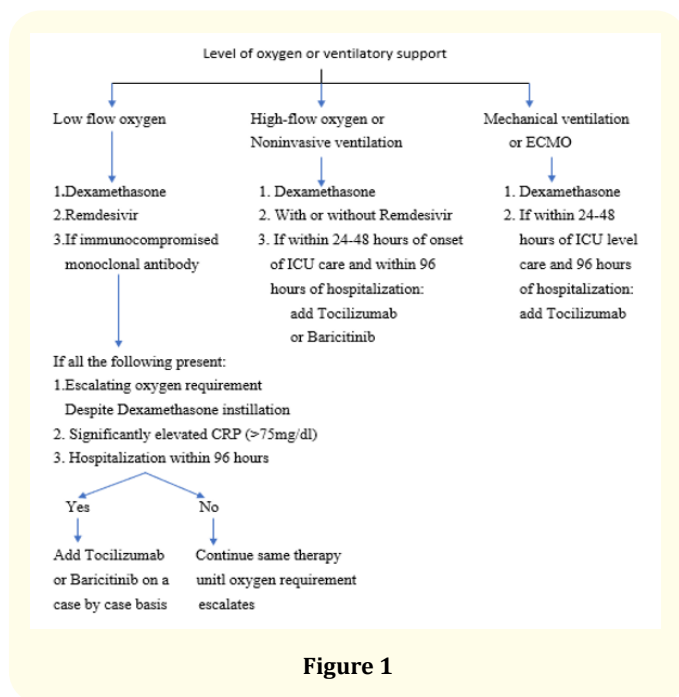 Level of oxygen or ventilatory support
Low flow oxygen
1.Dexamethasone
2.Remdesivir
3.If immunocompromised
monoclonal antibody
If all the following present:
1.Escalating oxygen requirement
Despite Dexamethasone instillation
2. Significantly elevated CRP (>75mg/dl)
3. Hospitalization within 96 hours
Yes
Add Tocilizumab
or Baricitinib on a
case by case basis
No
Continue same therapy
unitl oxygen requirement
escalates
High-flow oxygen or
Noninvasive ventilation
1. Dexamethasone
2. With or without Remdesivir
3. If within 24-48 hours of onset
of ICU care and within 96
hours of hospitalization:
add Tocilizumab
or Baricitinib
Mechanical ventilation
or ECMO
1. Dexamethasone
2. If within 24-48
hours of ICU level
care and 96 hours
of hospitalization:
add Tocilizumab
Figure 1